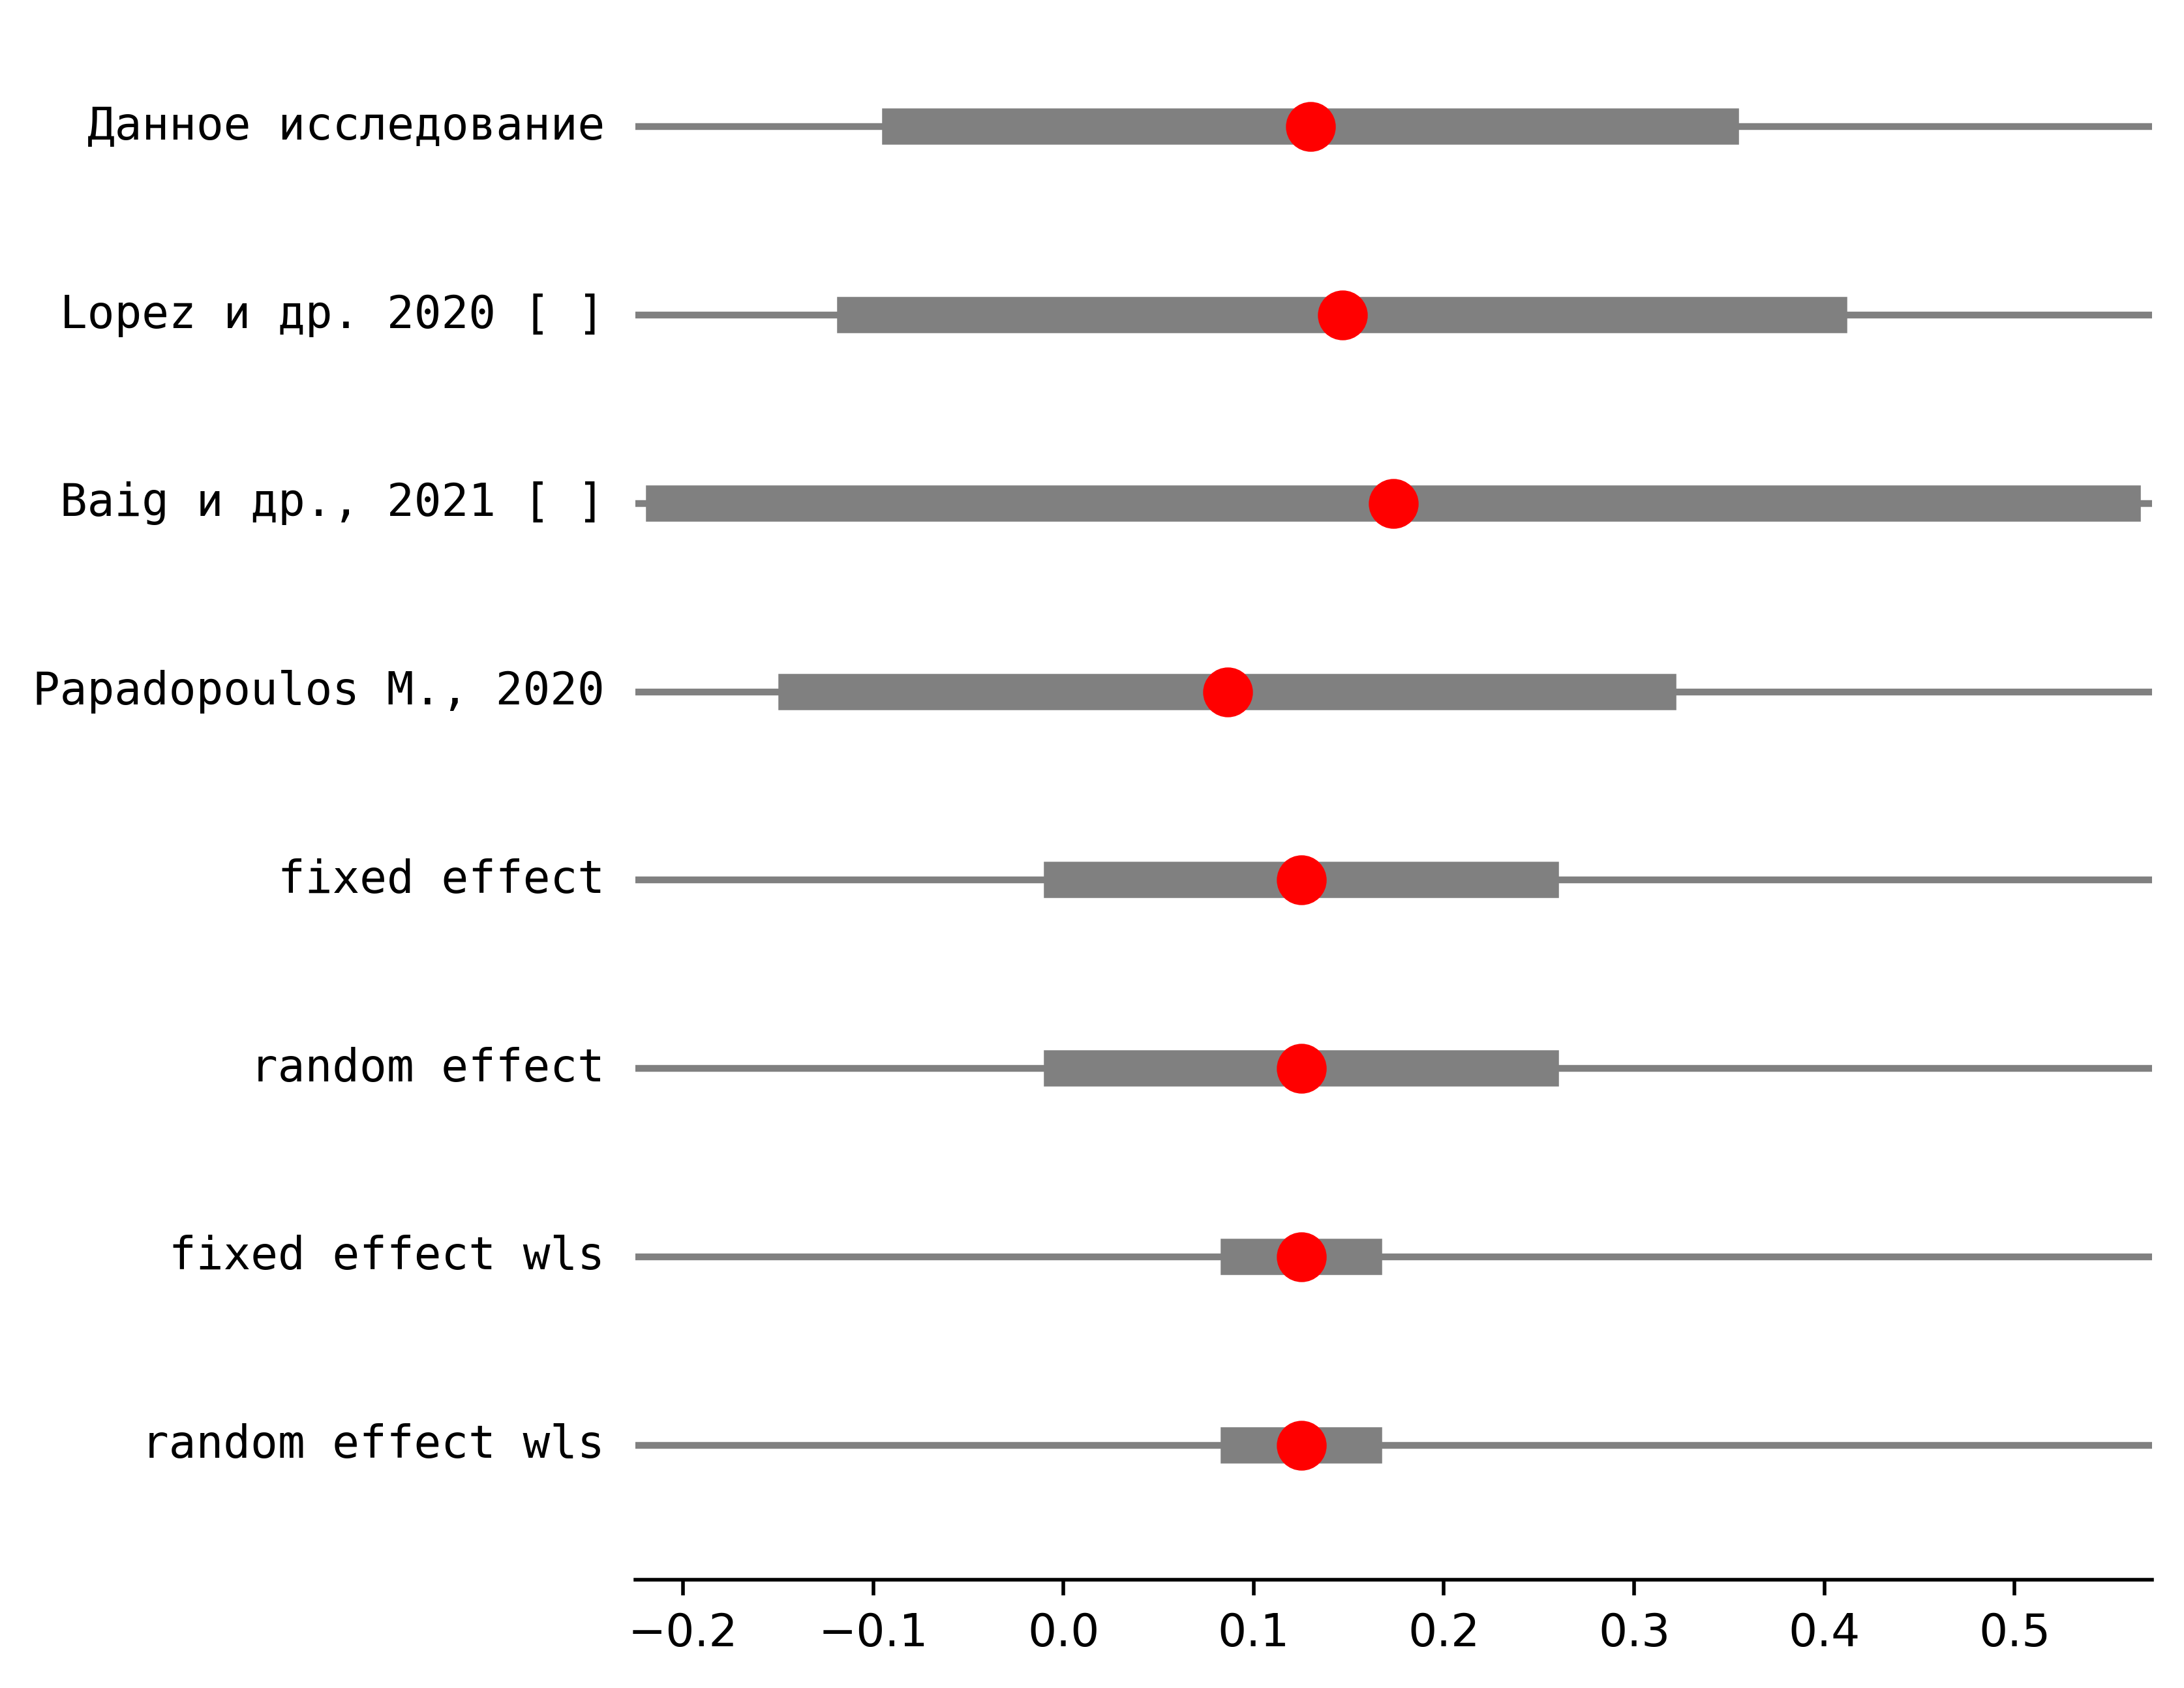 Данное исследование
Lopez и др. 2020 [ ]
Baig и др., 2021 [ ]
Papadopoulos M., 2020
fixed effect
random effect
fixed effect wls
random effect wls
−0.2 −0.1 0.0 0.1 0.2 0.3 0.4 0.5